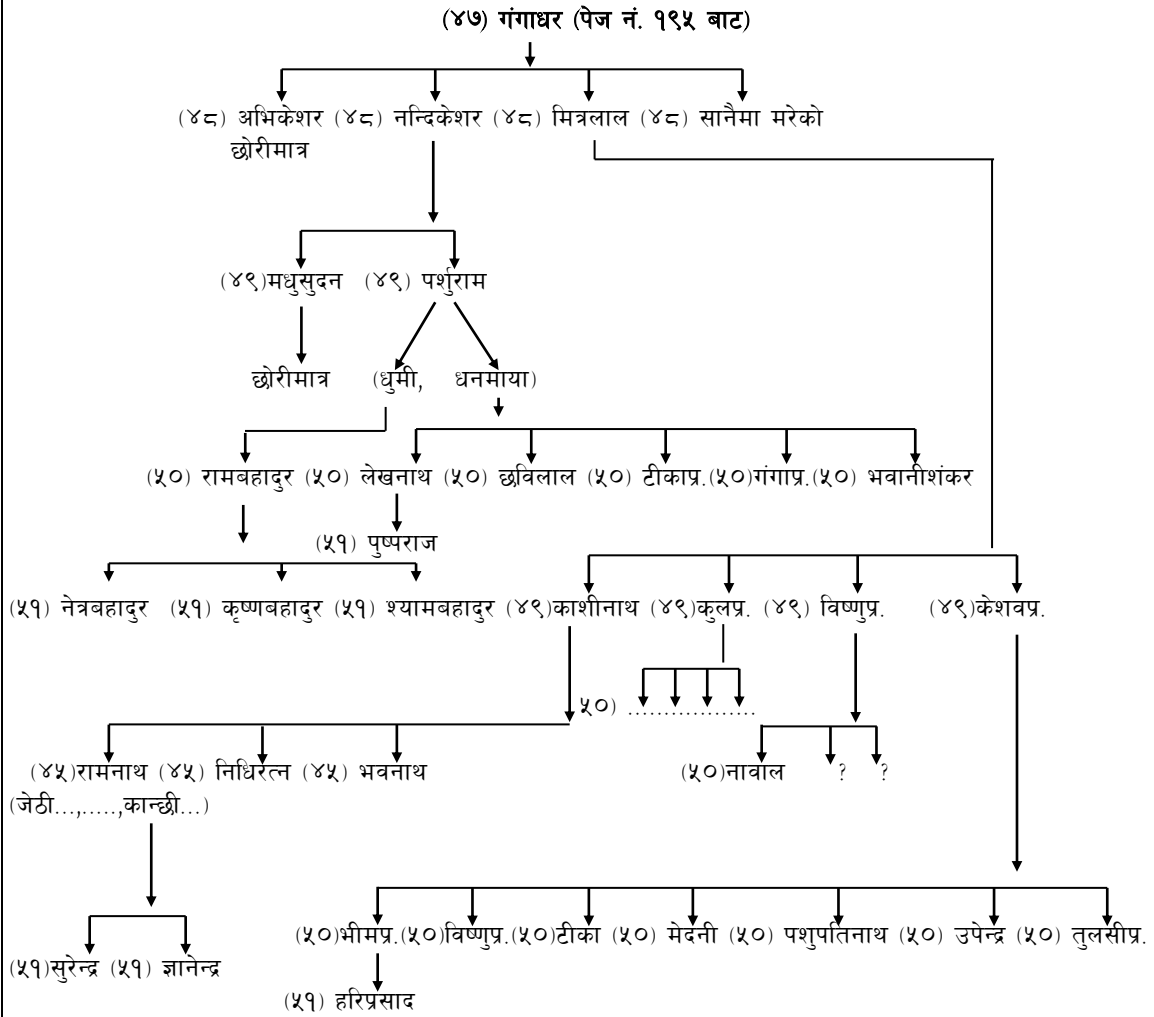 (४७) गंगाधर (पेज नं. १९५ बाट)
(४८) अभिकेशर (४८) नन्दिकेशर (४८) मित्रलाल (४८) सानैमा मरेको
छोरीमात्र
(४९)मधुसुदन (४९) पर्शुराम
छोरीमात्र (धुमी, धनमाया)
(५०) रामबहादुर (५०) लेखनाथ (५०) छविलाल (५०) टीकाप्र.(५०)गंगाप्र.(५०) भवानीशंकर
(५१) पुष्पराज
(५१) नेत्रबहादुर (५१) कृष्णबहादुर (५१) श्यामबहादुर (४९)काशीनाथ (४९)कुलप्र. (४९) विष्णुप्र. (४९)केशवप्र.
५०) ..................
(४५)रामनाथ (४५) निधिरत्न (४५) भवनाथ (५०)नावाल ? ?
(जेठी...,.....,कान्छी...)
(५०)भीमप्र.(५०)विष्णुप्र.(५०)टीका (५०) मेदनी (५०) पशुपतिनाथ (५०) उपेन्द्र (५०) तुलसीप्र.
(५१)सुरेन्द्र (५१) ज्ञानेन्द्र
(५१) हरिप्रसाद